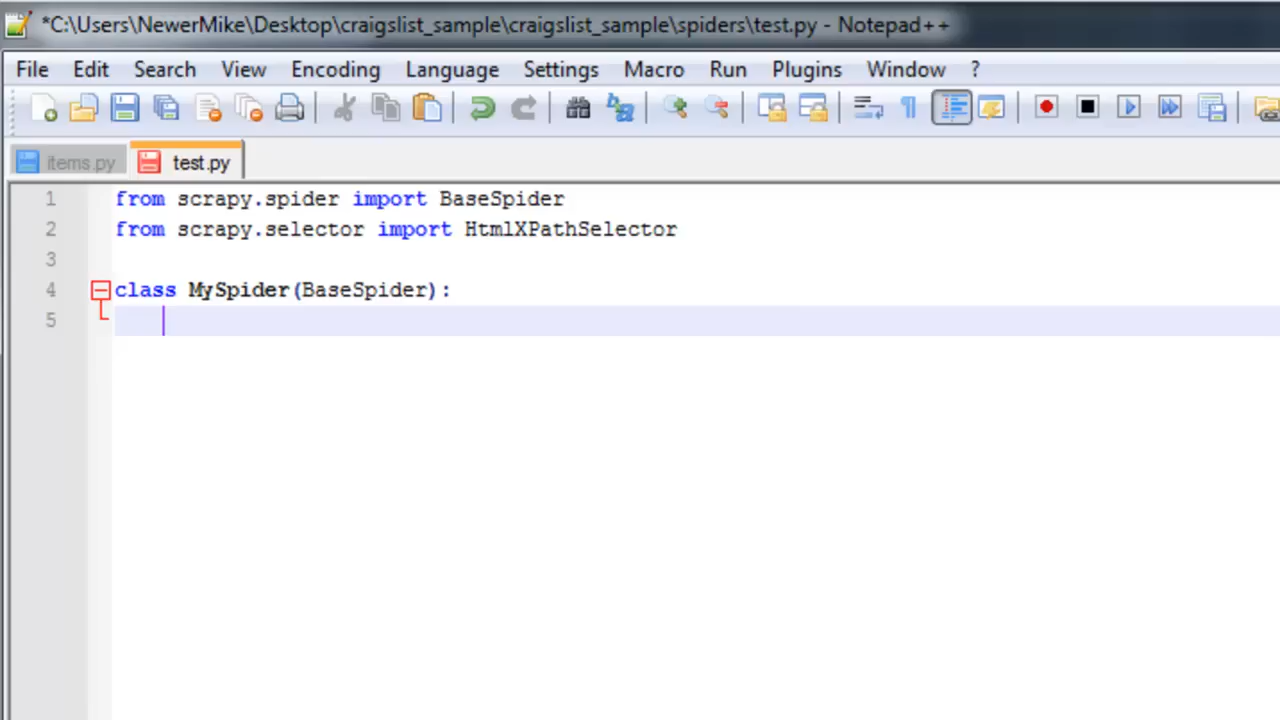 *C:\Users\NewerMike\Desktop\craigslist_sample\craigslist_sample\spiders\test.py - Notepad++
File Edit Search View Encoding Language Settings Macro Run Plugins Window ?
items.py test.py
1 from scrapy.spider import BaseSpider
2 from scrapy.selector import HtmlXPathSelector
3
4 class MySpider(BaseSpider):
5